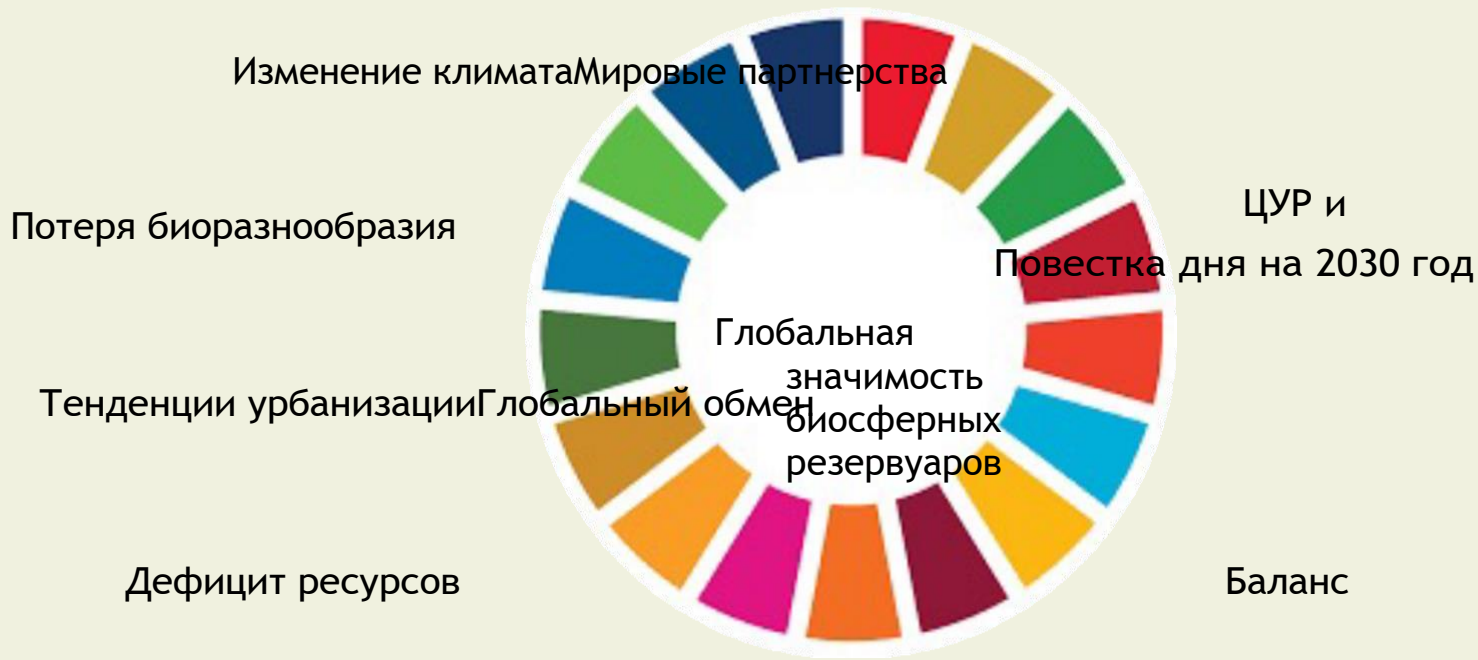 Изменение климатаМировые партнерства
ЦУР и
Потеря биоразнообразия
Повестка дня на 2030 год
Глобальная
значимость
Тенденции урбанизацииГлобальный обмен
биосферных
резервуаров
Дефицит ресурсов
Баланс